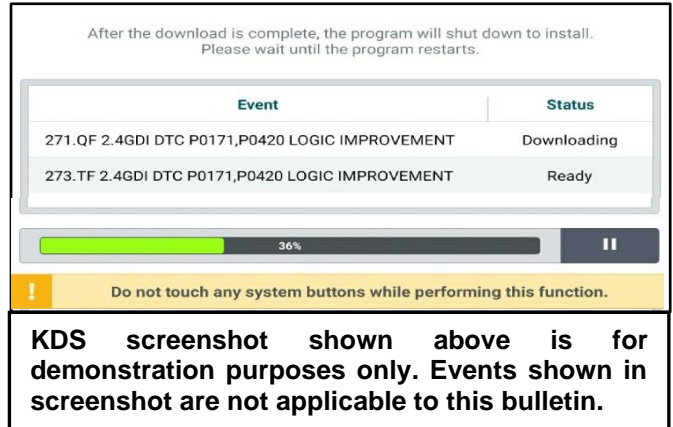 After the download is complete, the program will shut down to install.
Please wait until the program restarts.
Event Status
271.QF 2.4GDI DTC P0171,P0420 LOGIC IMPROVEMENT Downloading
273.TF 2.4GDI DTC P0171,P0420 LOGIC IMPROVEMENT Ready
36%
! Do not touch any system buttons while performing this function.
KDS screenshot shown above is for
demonstration purposes only. Events shown in
screenshot are not applicable to this bulletin.